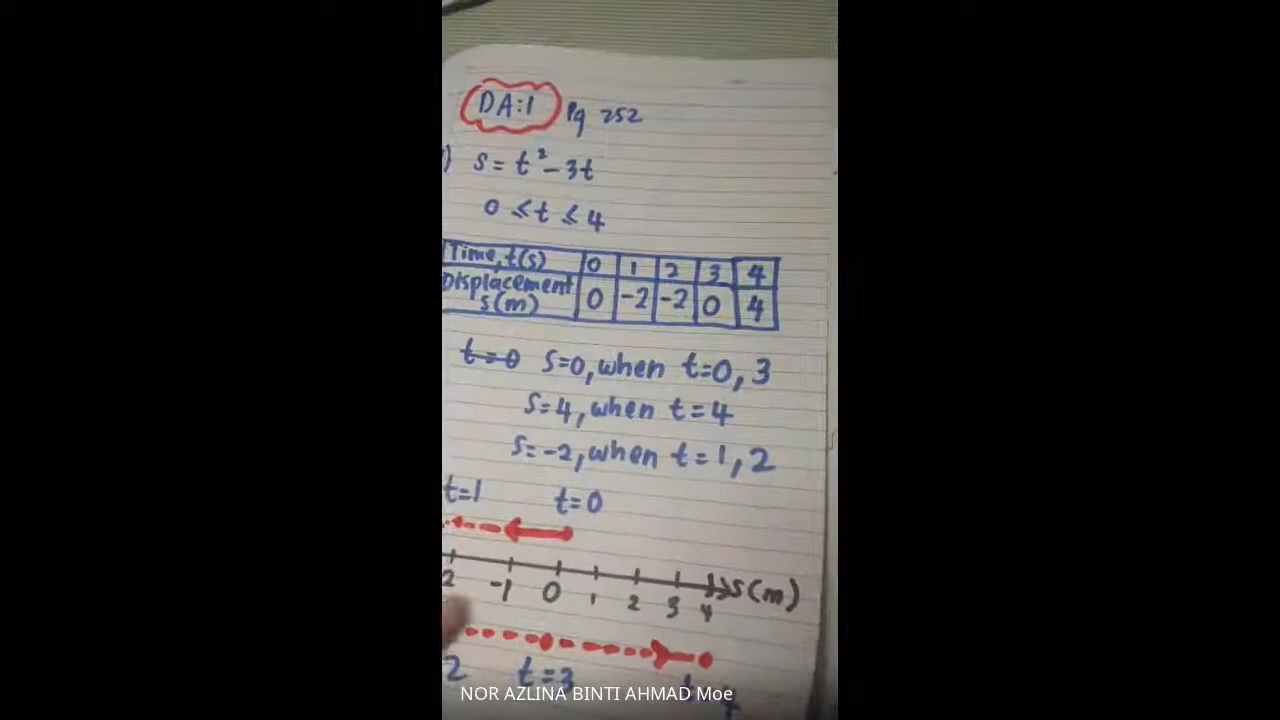 DA:1 Pg 252
) s = t² - 3t
0 ≤ t ≤ 4
Time, t(s) 0 1 2 3 4
Displacement s(m) 0 -2 -2 0 4
t=0 s=0, when t=0, 3
s=4, when t=4
s=-2, when t=1, 2
t=1 t=0
2 -1 0 1 2 3 4 s(m)
2 t=3
NOR AZLINA BINTI AHMAD Moe